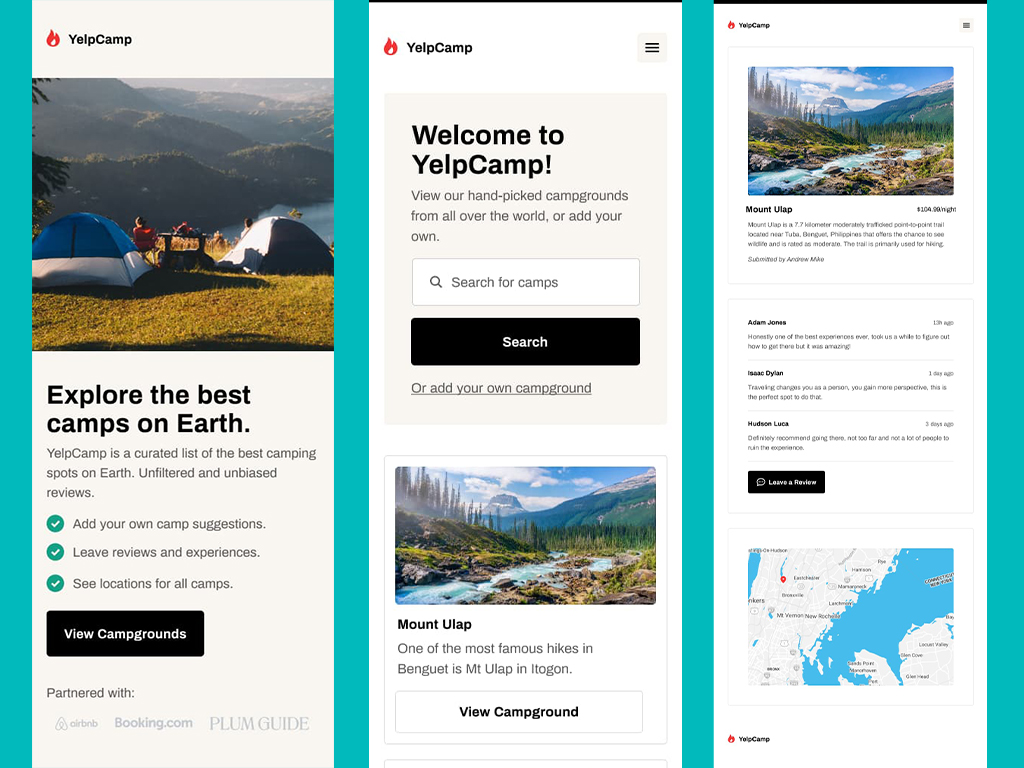 YelpCamp
Explore the best
camps on Earth.
YelpCamp is a curated list of the best camping
spots on Earth. Unfiltered and unbiased
reviews.
Add your own camp suggestions.
Leave reviews and experiences.
See locations for all camps.
View Campgrounds
Partnered with:
airbnb Booking.com PLUM GUIDE
YelpCamp
Welcome to
YelpCamp!
View our hand-picked campgrounds
from all over the world, or add your
own.
Search for camps
Search
Or add your own campground
Mount Ulap
One of the most famous hikes in
Benguet is Mt Ulap in Itogon.
View Campground
YelpCamp
Mount Ulap $104.99/night
Mount Ulap is a 7.7 kilometer moderately trafficked point-to-point trail
located near Tuba, Benguet, Philippines that offers the chance to see
wildlife and is rated as moderate. The trail is primarily used for hiking.
Submitted by Andrew Mike
Adam Jones 13h ago
Honestly one of the best experiences ever, took us a while to figure out
how to get there but it was amazing!
Isaac Dylan 1 day ago
Traveling changes you as a person, you gain more perspective, this is
the perfect spot to do that.
Hudson Luca 3 days ago
Definitely recommend going there, not too far and not a lot of people to
ruin the experience.
Leave a Review
ings-On-Hudson
Rye
Harrison
Eastchester
Mamaroneck
Bronxville
nkers
Larchmont
Mt Vernon New Rochelle
Locust Valley
Glen Cove
Sands Point
Manorhaven
BRONX
Glen Head
YelpCamp